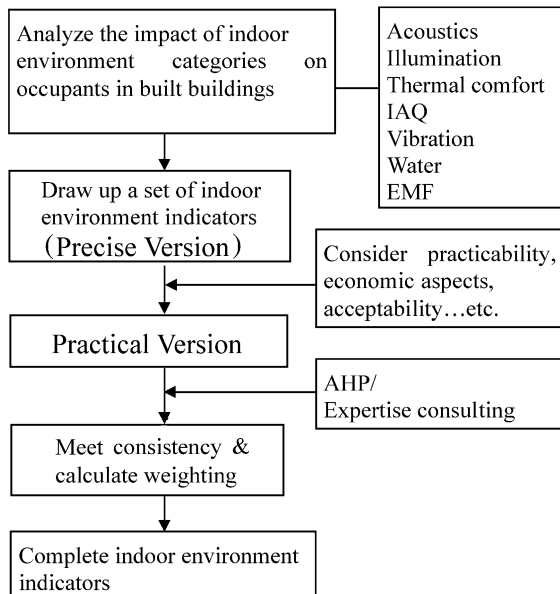 Analyze the impact of indoor
environment categories on
occupants in built buildings
Acoustics
Illumination
Thermal comfort
IAQ
Vibration
Water
EMF
Draw up a set of indoor
environment indicators
(Precise Version)
Consider practicability,
economic aspects,
acceptability…etc.
Practical Version
AHP/
Expertise consulting
Meet consistency &
calculate weighting
Complete indoor environment
indicators